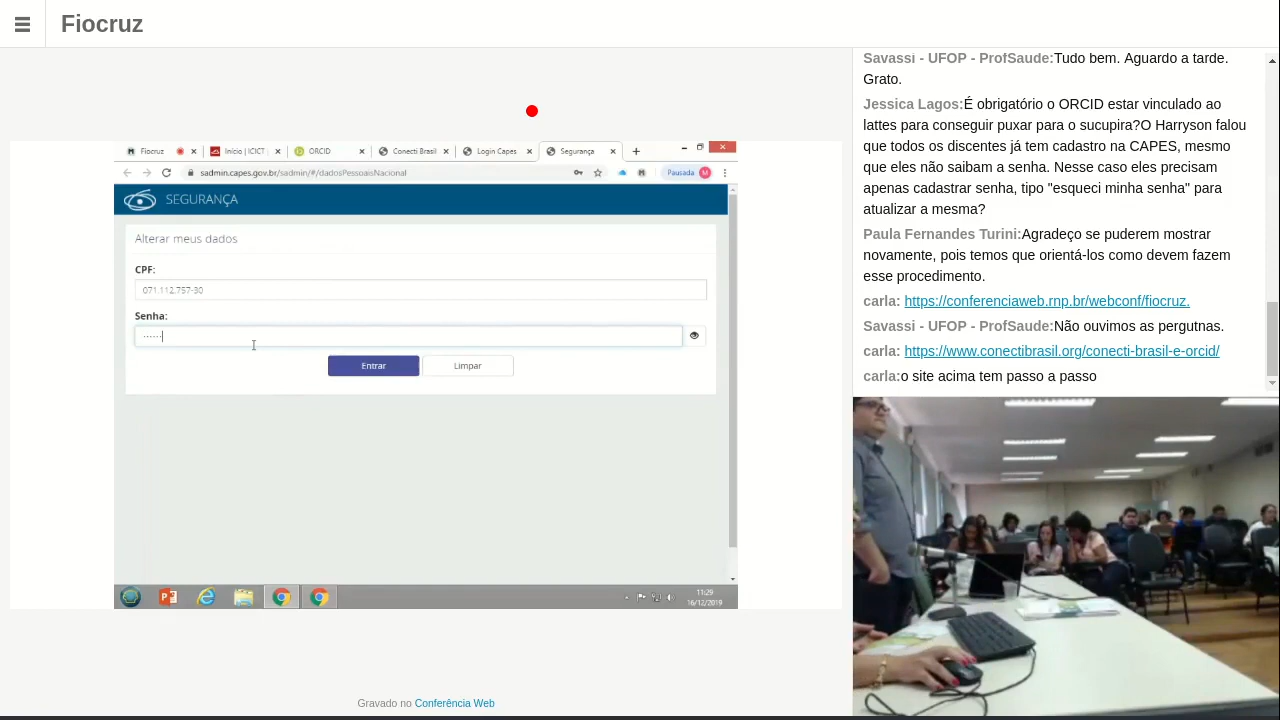 Fiocruz
Savassi - UFOP - ProfSaude:Tudo bem. Aguardo a tarde.
Grato.
Jessica Lagos:É obrigatório o ORCID estar vinculado ao
lattes para conseguir puxar para o sucupira?O Harryson falou
que todos os discentes já tem cadastro na CAPES, mesmo
que eles não saibam a senha. Nesse caso eles precisam
apenas cadastrar senha, tipo "esqueci minha senha" para
atualizar a mesma?
Paula Fernandes Turini:Agradeço se puderem mostrar
novamente, pois temos que orientá-los como devem fazem
esse procedimento.
carla: https://conferenciaweb.rnp.br/webconf/fiocruz.
Savassi - UFOP - ProfSaude:Não ouvimos as pergutnas.
carla: https://www.conectibrasil.org/conecti-brasil-e-orcid/
carla:o site acima tem passo a passo
Fiocruz
Início | ICICT
ORCID
Conecti Brasil
Login Capes
Segurança
sadmin.capes.gov.br/sadmin/#/dadosPessoaisNacional
Pausada M
SEGURANÇA
Alterar meus dados
CPF:
071.112.757-30
Senha:
Entrar
Limpar
11:29
16/12/2019
Gravado no Conferência Web